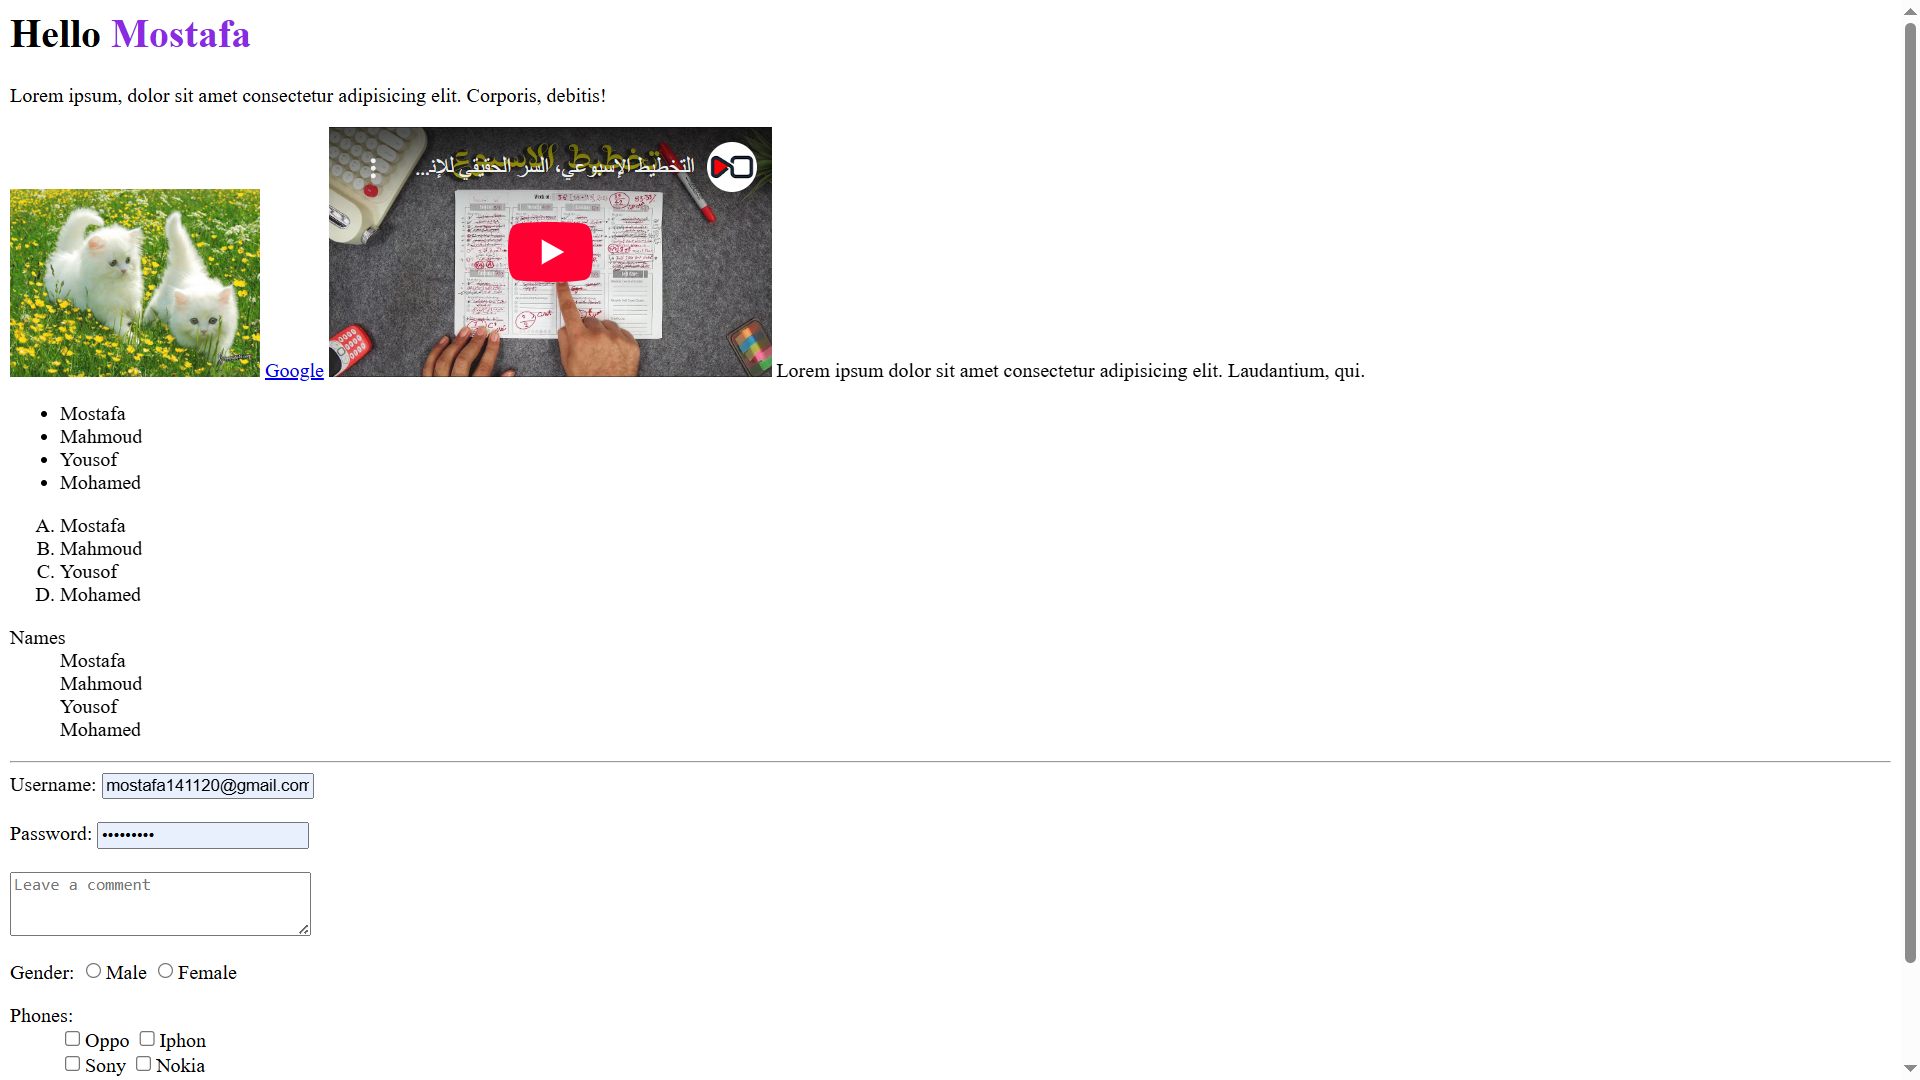 Hello Mostafa
Lorem ipsum, dolor sit amet consectetur adipisicing elit. Corporis, debitis!
التخطيط الإسبوعي، السر الحقيقي للإنـ...
Google Lorem ipsum dolor sit amet consectetur adipisicing elit. Laudantium, qui.
• Mostafa
• Mahmoud
• Yousof
• Mohamed
A. Mostafa
B. Mahmoud
C. Yousof
D. Mohamed
Names
Mostafa
Mahmoud
Yousof
Mohamed
Username: mostafa141120@gmail.com
Password: •••••••••
Leave a comment
Gender: Male Female
Phones:
Oppo Iphon
Sony Nokia